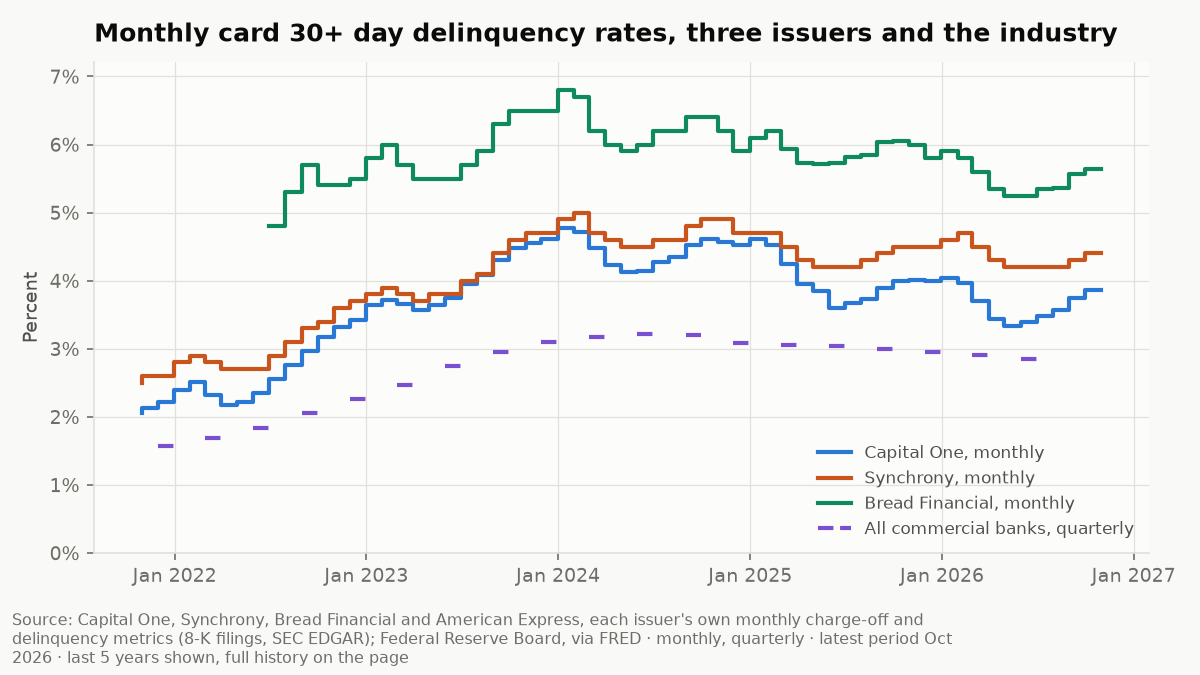 Monthly card 30+ day delinquency rates, three issuers and the industry
7%
6%
5%
4%
3%
2%
1%
0%
Percent
Jan 2022
Jan 2023
Jan 2024
Jan 2025
Jan 2026
Jan 2027
Capital One, monthly
Synchrony, monthly
Bread Financial, monthly
All commercial banks, quarterly
Source: Capital One, Synchrony, Bread Financial and American Express, each issuer's own monthly charge-off and
delinquency metrics (8-K filings, SEC EDGAR); Federal Reserve Board, via FRED · monthly, quarterly · latest period Oct
2026 · last 5 years shown, full history on the page